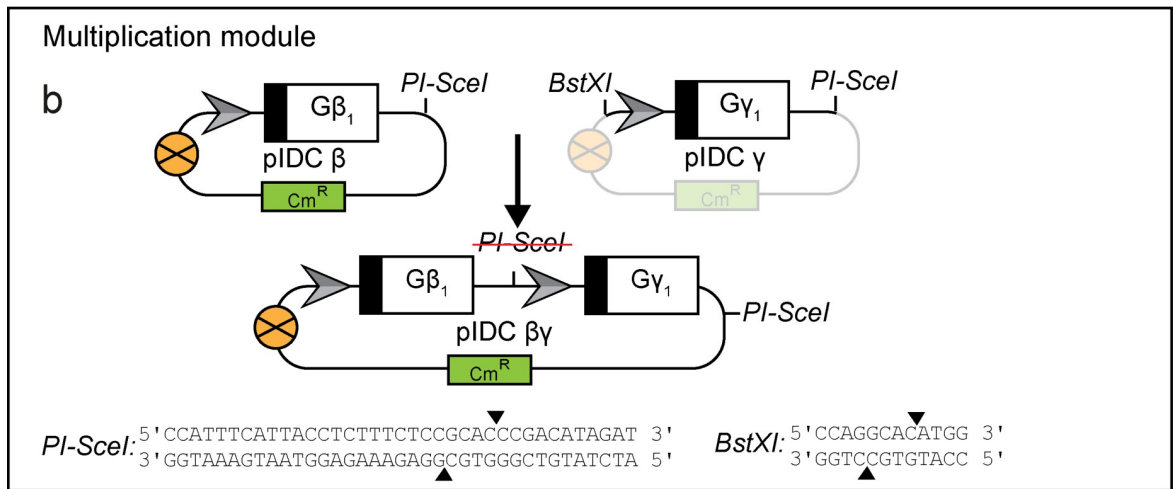 Multiplication module
b
PI-SceI
BstXI
PI-SceI
Gβ1
Gγ1
pIDC β
pIDC γ
Cm^R
Cm^R
PI-SceI
Gβ1
Gγ1
PI-SceI
pIDC βγ
Cm^R
PI-SceI:
5'CCATTTCATTACCTCTTTCTCCGCACCCGACATAGAT 3'
3'GGTAAAGTAATGGAGAAAGAGGCGTGGGCTGTATCTA 5'
BstXI:
5'CCAGGCACATGG 3'
3'GGTCCGTGTACC 5'